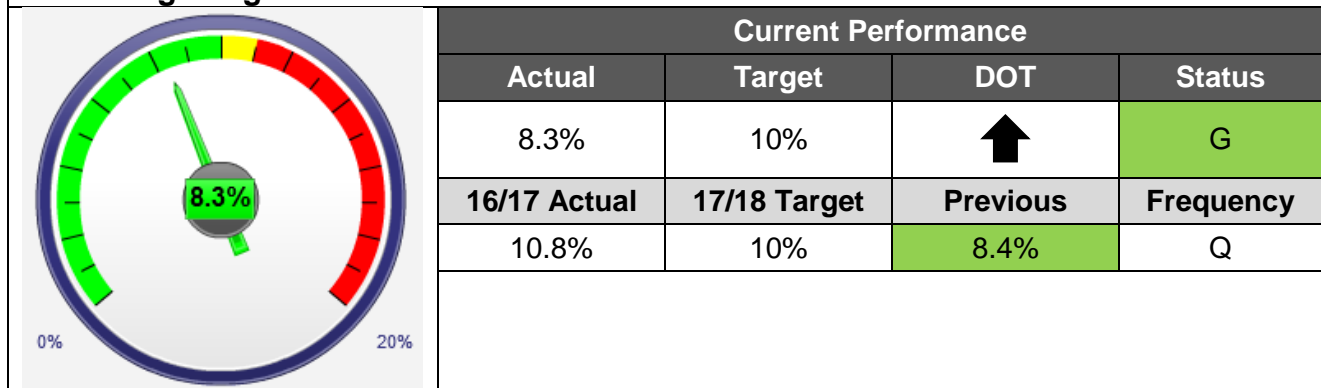 8.3%
0%
20%
Current Performance
Actual Target DOT Status
8.3% 10% G
16/17 Actual 17/18 Target Previous Frequency
10.8% 10% 8.4% Q